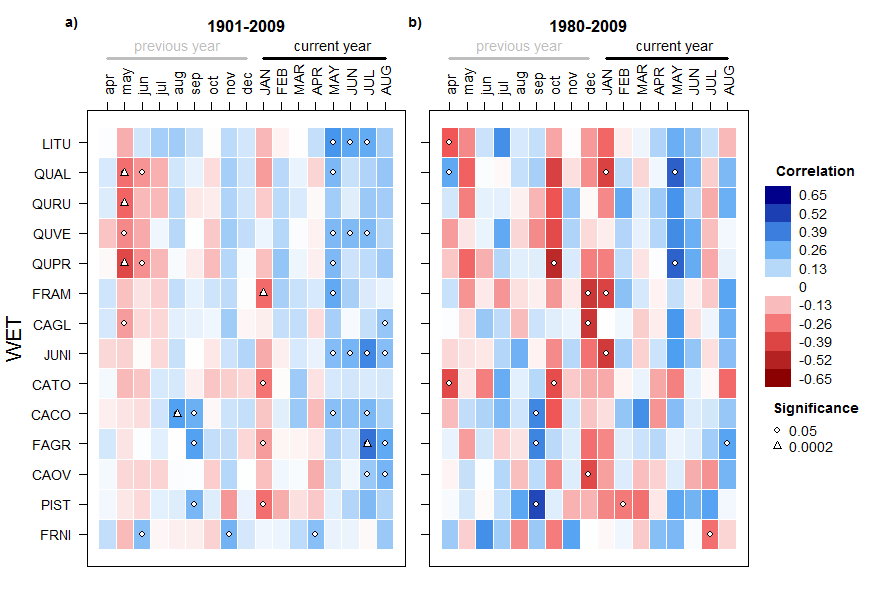 a) 1901-2009
previous year current year
apr may jun jul aug sep oct nov dec JAN FEB MAR APR MAY JUN JUL AUG
b) 1980-2009
previous year current year
apr may jun jul aug sep oct nov dec JAN FEB MAR APR MAY JUN JUL AUG
WET
LITU
QUAL
QURU
QUVE
QUPR
FRAM
CAGL
JUNI
CATO
CACO
FAGR
CAOV
PIST
FRNI
Correlation
0.65
0.52
0.39
0.26
0.13
0
-0.13
-0.26
-0.39
-0.52
-0.65
Significance
0.05
0.0002